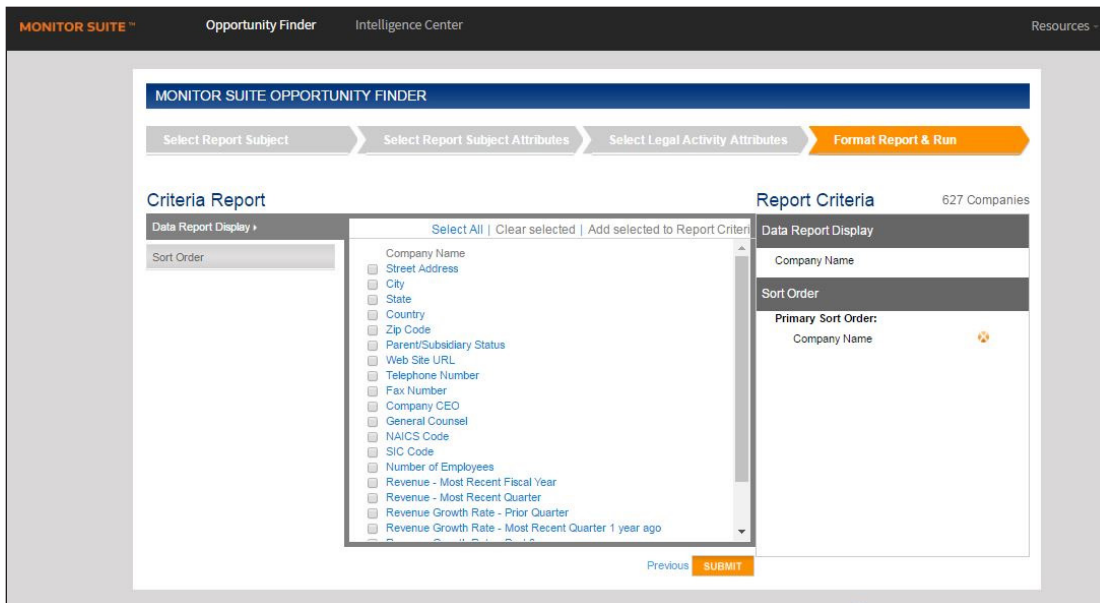 MONITOR SUITE™ Opportunity Finder Intelligence Center Resources
MONITOR SUITE OPPORTUNITY FINDER
Select Report Subject Select Report Subject Attributes Select Legal Activity Attributes Format Report & Run
Criteria Report
Data Report Display
Sort Order
Select All | Clear selected | Add selected to Report Criteri
Company Name
Street Address
City
State
Country
Zip Code
Parent/Subsidiary Status
Web Site URL
Telephone Number
Fax Number
Company CEO
General Counsel
NAICS Code
SIC Code
Number of Employees
Revenue - Most Recent Fiscal Year
Revenue - Most Recent Quarter
Revenue Growth Rate - Prior Quarter
Revenue Growth Rate - Most Recent Quarter 1 year ago
Previous SUBMIT
Report Criteria 627 Companies
Data Report Display
Company Name
Sort Order
Primary Sort Order:
Company Name